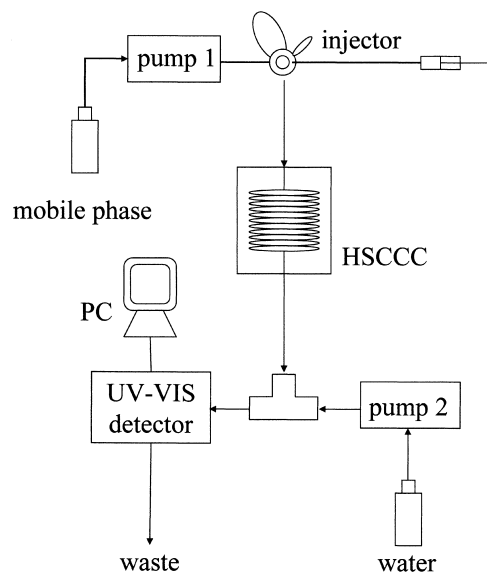 pump 1
injector
mobile phase
HSCCC
PC
UV-VIS
detector
pump 2
waste
water